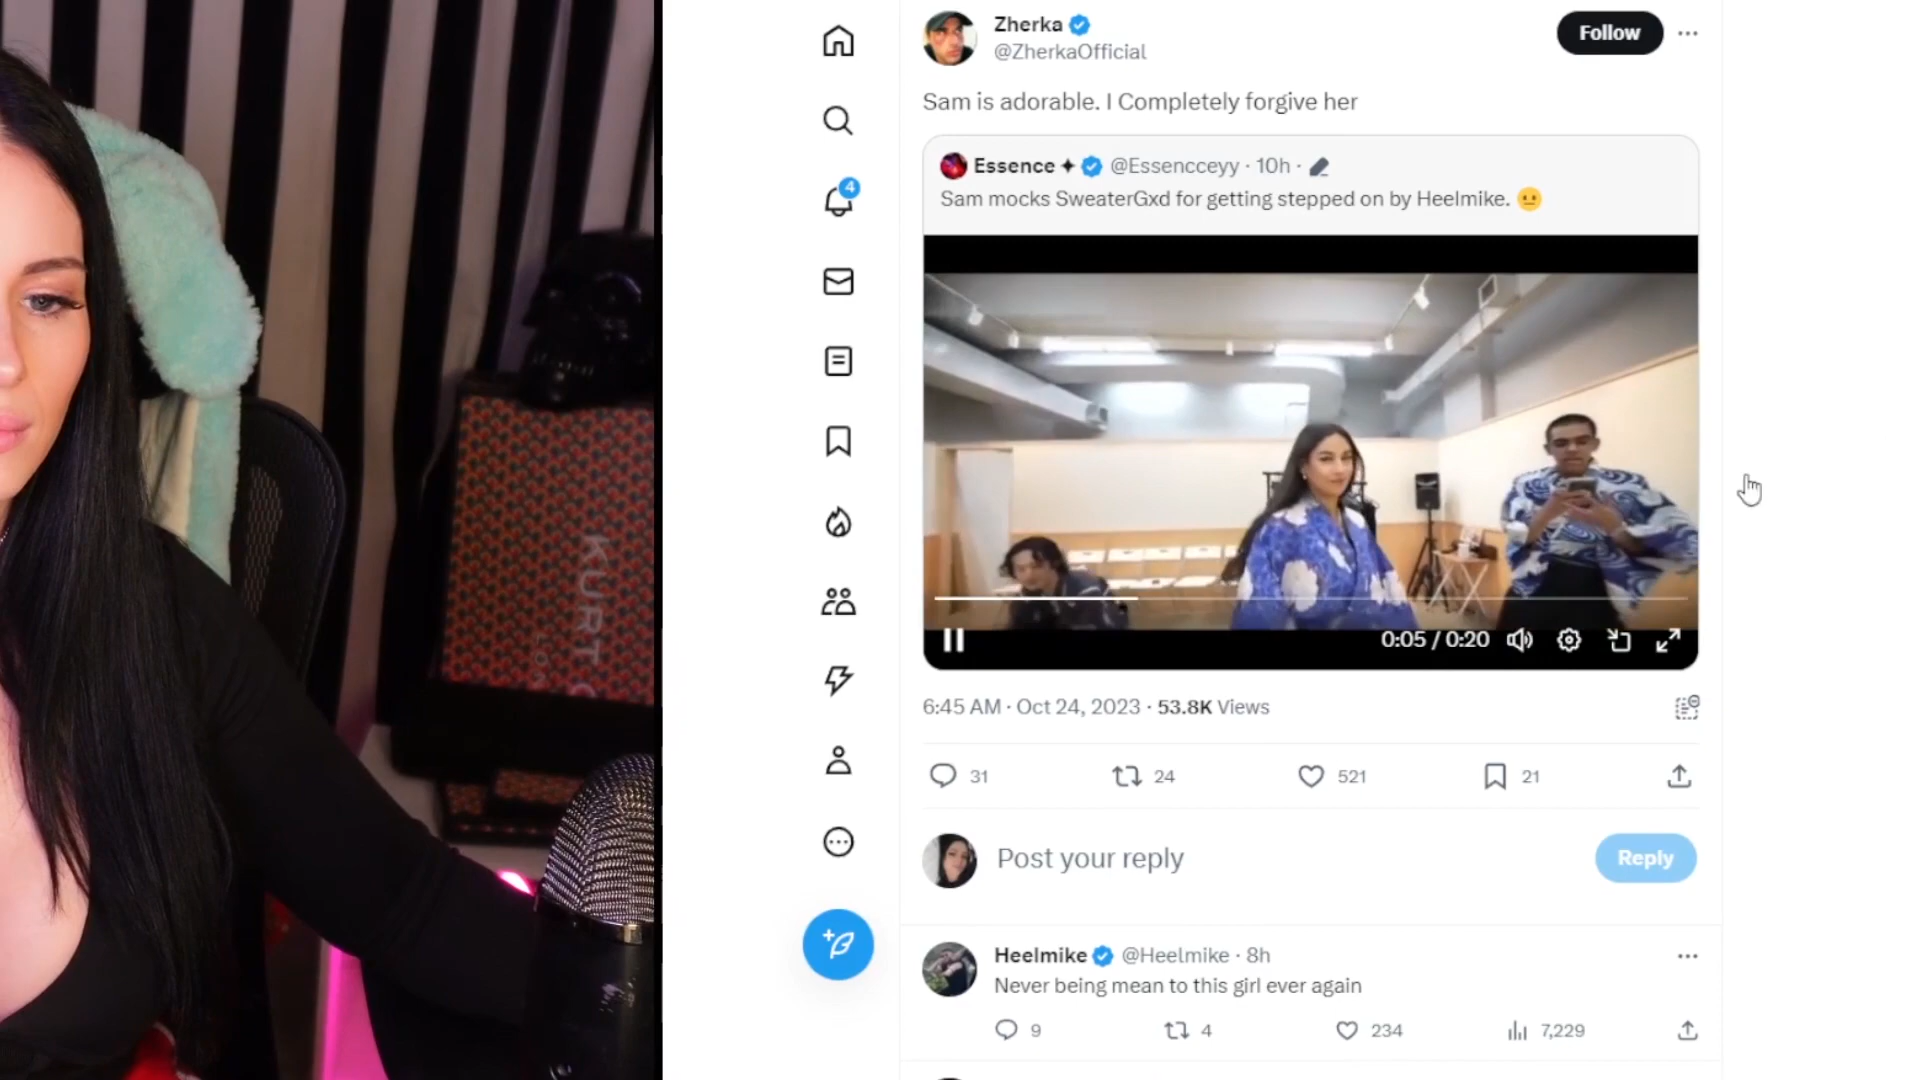 Zherka
@ZherkaOfficial
Follow
Sam is adorable. I Completely forgive her
Essence ✦ @Essencceyy · 10h ·
Sam mocks SweaterGxd for getting stepped on by Heelmike. 😐
0:05 / 0:20
6:45 AM · Oct 24, 2023 · 53.8K Views
31 24 521 21
Post your reply
Reply
Heelmike @Heelmike · 8h
Never being mean to this girl ever again
9 4 234 7,229
4
KURT